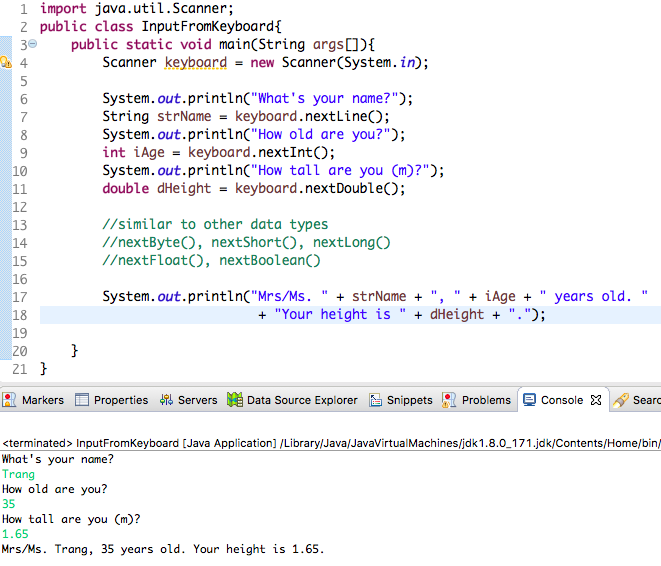 1 import java.util.Scanner;
2 public class InputFromKeyboard{
3 public static void main(String args[]){
4 Scanner keyboard = new Scanner(System.in);
5
6 System.out.println("What's your name?");
7 String strName = keyboard.nextLine();
8 System.out.println("How old are you?");
9 int iAge = keyboard.nextInt();
10 System.out.println("How tall are you (m)?");
11 double dHeight = keyboard.nextDouble();
12
13 //similar to other data types
14 //nextByte(), nextShort(), nextLong()
15 //nextFloat(), nextBoolean()
16
17 System.out.println("Mrs/Ms. " + strName + ", " + iAge + " years old. "
18 + "Your height is " + dHeight + ".");
19
20 }
21 }
Markers Properties Servers Data Source Explorer Snippets Problems Console Searc
<terminated> InputFromKeyboard [Java Application] /Library/Java/JavaVirtualMachines/jdk1.8.0_171.jdk/Contents/Home/bin/
What's your name?
Trang
How old are you?
35
How tall are you (m)?
1.65
Mrs/Ms. Trang, 35 years old. Your height is 1.65.